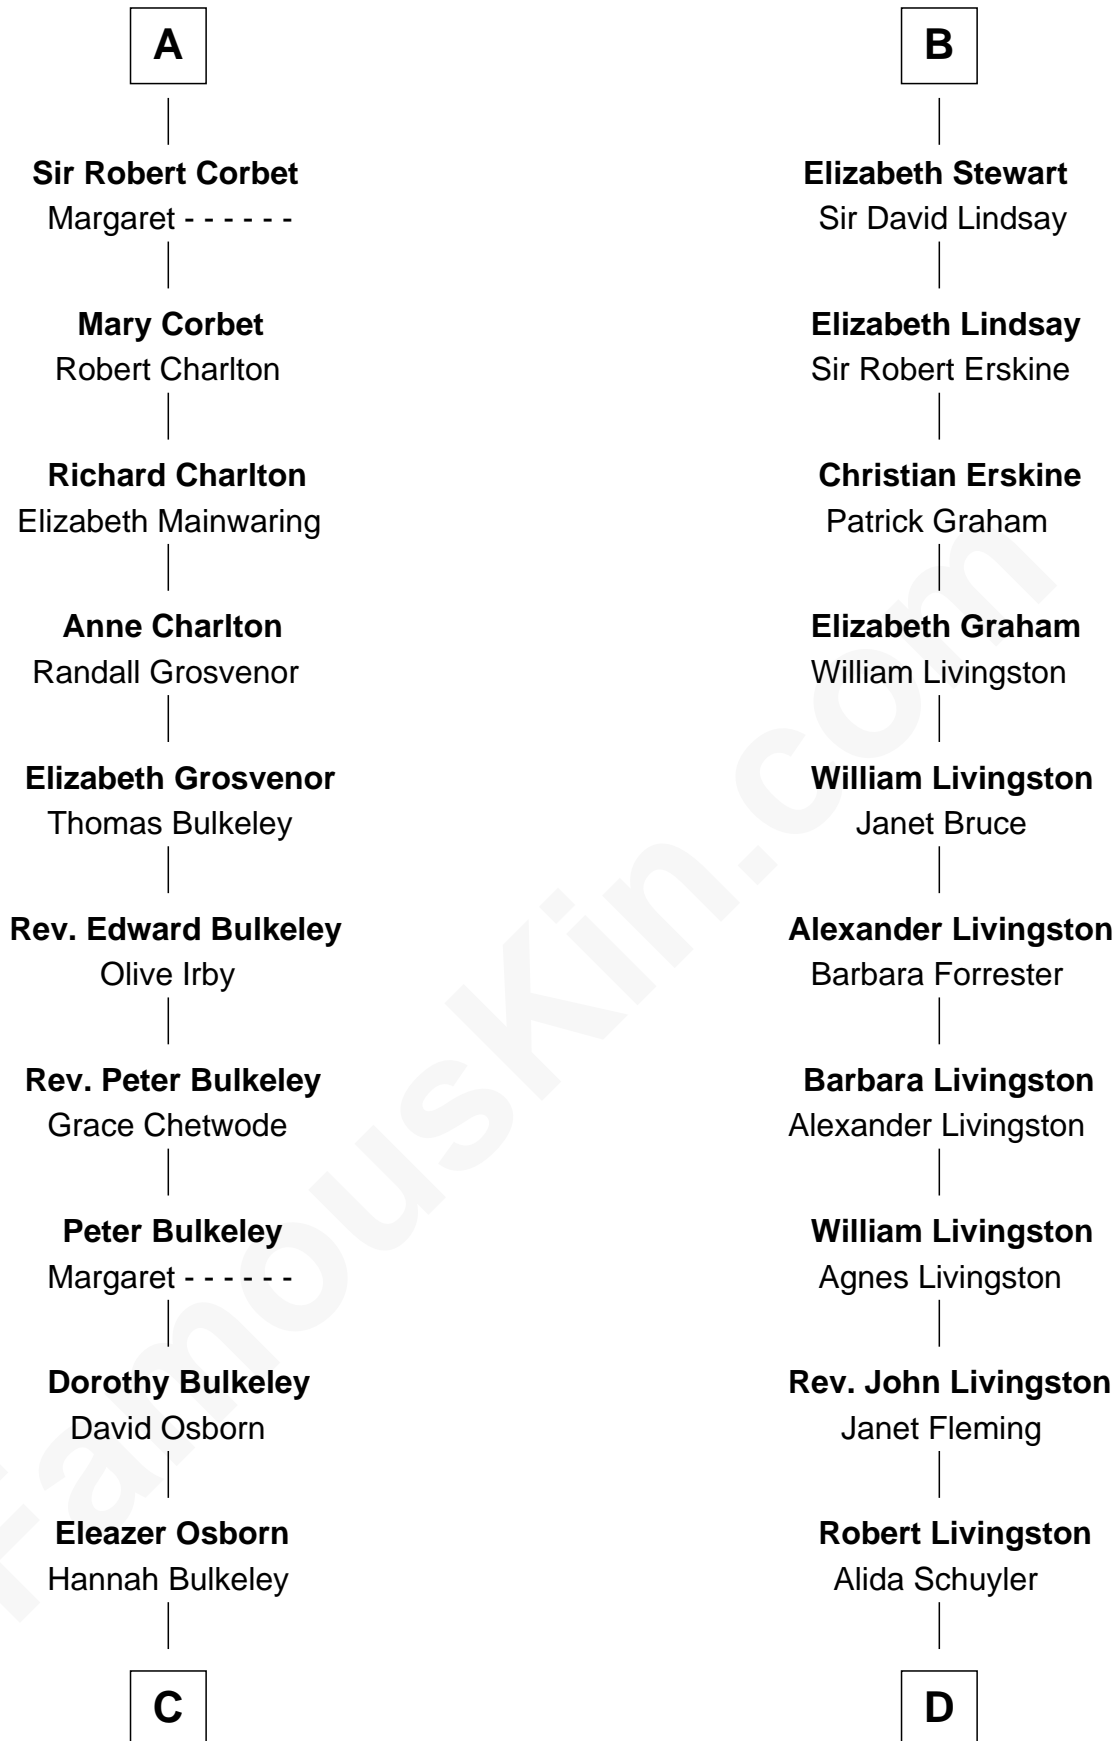 A
Sir Robert Corbet
Margaret - - - - - -
Mary Corbet
Robert Charlton
Richard Charlton
Elizabeth Mainwaring
Anne Charlton
Randall Grosvenor
Elizabeth Grosvenor
Thomas Bulkeley
Rev. Edward Bulkeley
Olive Irby
Rev. Peter Bulkeley
Grace Chetwode
Peter Bulkeley
Margaret - - - - - -
Dorothy Bulkeley
David Osborn
Eleazer Osborn
Hannah Bulkeley
C
B
Elizabeth Stewart
Sir David Lindsay
Elizabeth Lindsay
Sir Robert Erskine
Christian Erskine
Patrick Graham
Elizabeth Graham
William Livingston
William Livingston
Janet Bruce
Alexander Livingston
Barbara Forrester
Barbara Livingston
Alexander Livingston
William Livingston
Agnes Livingston
Rev. John Livingston
Janet Fleming
Robert Livingston
Alida Schuyler
D
FamousKin.com